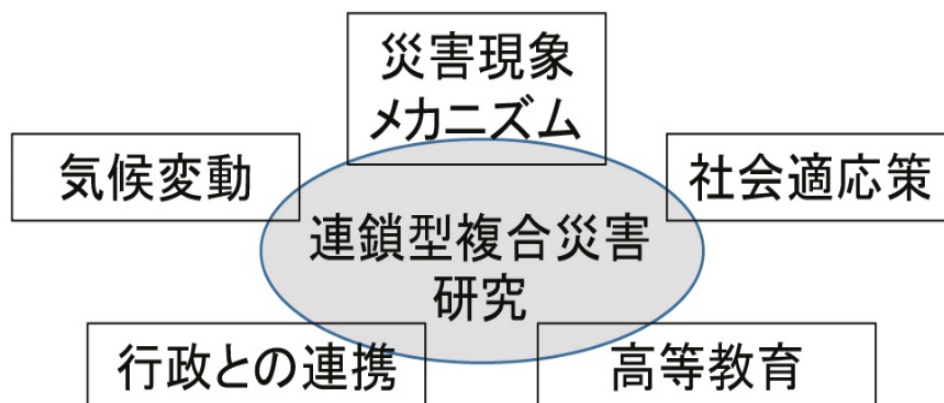 災害現象
メカニズム
気候変動
社会適応策
連鎖型複合災害
研究
行政との連携
高等教育